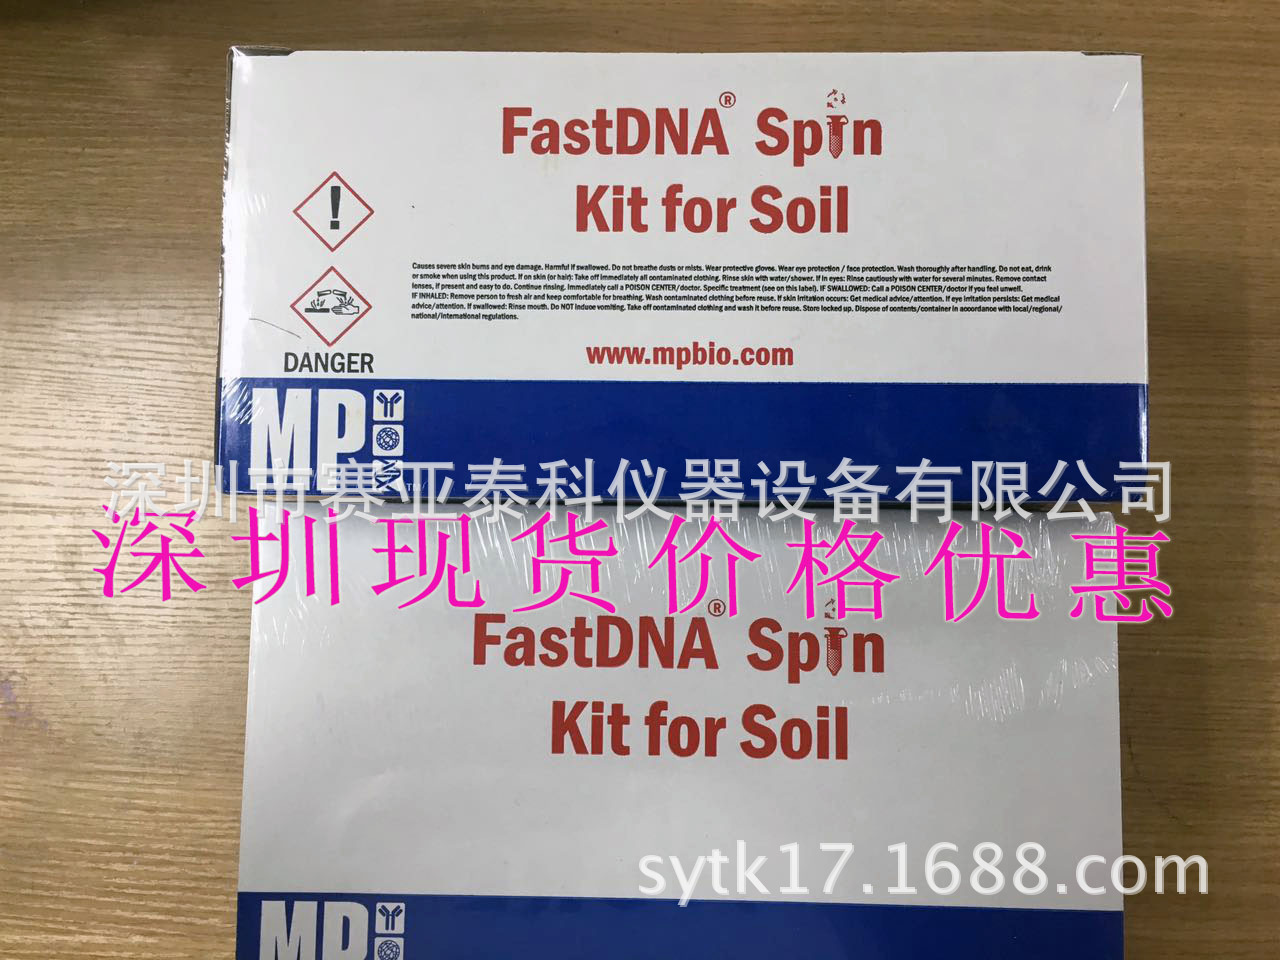 FastDNA® Spin
Kit for Soil
Causes severe skin burns and eye damage. Harmful if swallowed. Do not breathe dusts or mists. Wear protective gloves. Wear eye protection / face protection. Wash thoroughly after handling. Do not eat, drink
or smoke when using this product. If on skin (or hair): Take off immediately all contaminated clothing. Rinse skin with water/shower. If in eyes: Rinse cautiously with water for several minutes. Remove contact
lenses, if present and easy to do. Continue rinsing. Immediately call a POISON CENTER/doctor. Specific treatment (see on this label). IF SWALLOWED: Call a POISON CENTER/doctor if you feel unwell.
IF INHALED: Remove person to fresh air and keep comfortable for breathing. Wash contaminated clothing before reuse. If skin irritation occurs: Get medical advice/attention. If eye irritation persists: Get medical
advice/attention. If swallowed: Rinse mouth. Do NOT induce vomiting. Take off contaminated clothing and wash it before reuse. Store locked up. Dispose of contents/container in accordance with local/regional/
national/international regulations.
www.mpbio.com
DANGER
MP
TM
深圳市赛亚泰科仪器设备有限公司
深圳现货价格优惠
FastDNA® Spin
Kit for Soil
sytk17.1688.com
MP